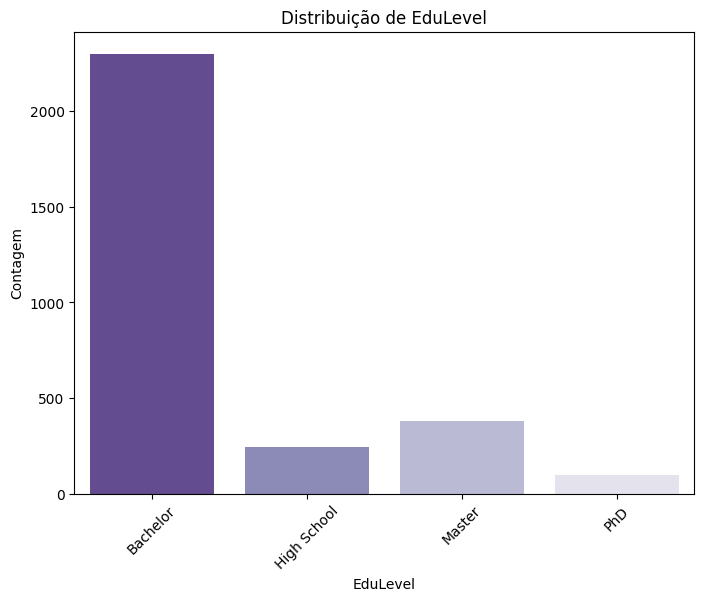 Distribuição de EduLevel
Contagem
2000
1500
1000
500
0
Bachelor
High School
Master
PhD
EduLevel